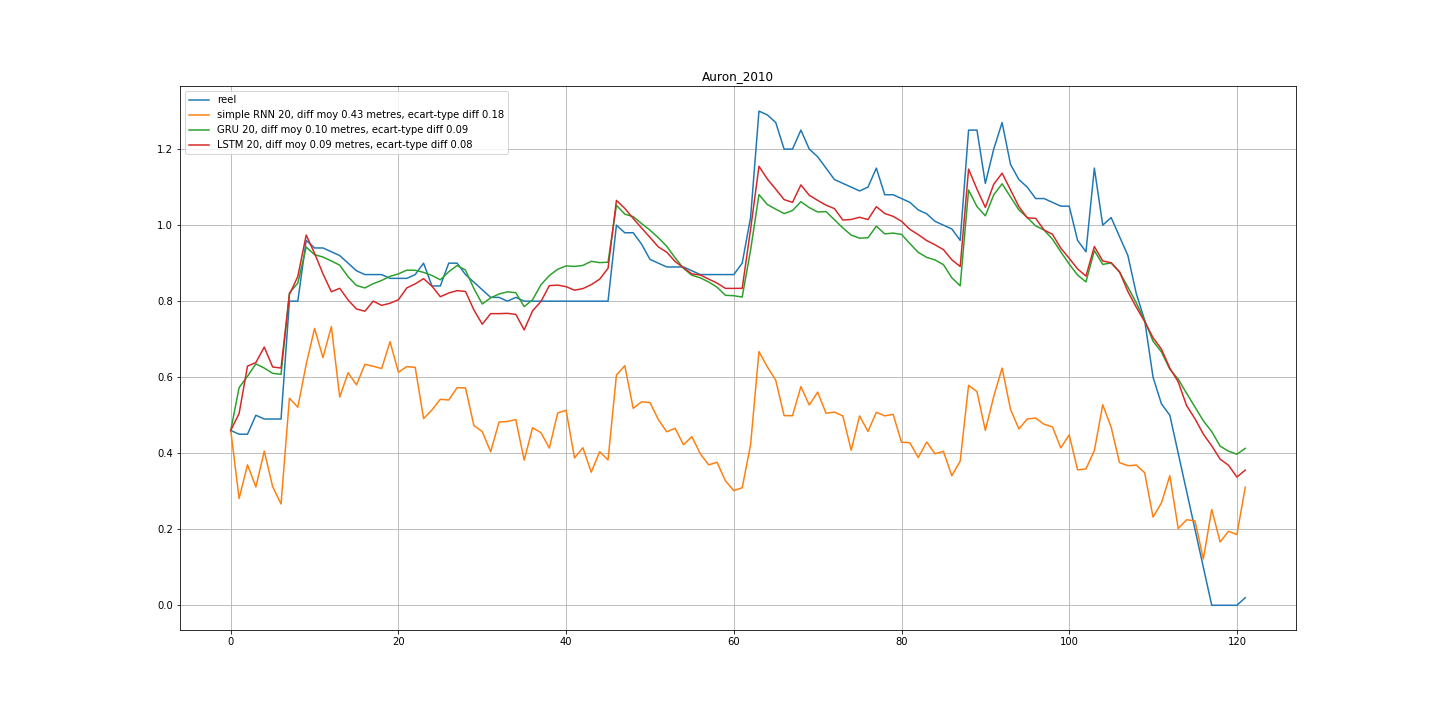 Auron_2010
reel
simple RNN 20, diff moy 0.43 metres, ecart-type diff 0.18
GRU 20, diff moy 0.10 metres, ecart-type diff 0.09
LSTM 20, diff moy 0.09 metres, ecart-type diff 0.08
1.2
1.0
0.8
0.6
0.4
0.2
0.0
0 20 40 60 80 100 120